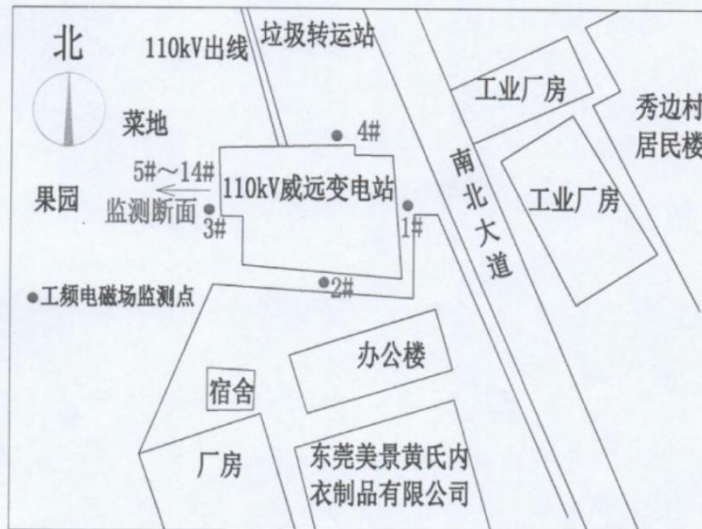 北
110kV出线
垃圾转运站
工业厂房
秀边村
居民楼
菜地
4#
5#～14#
监测断面
果园
110kV威远变电站
3#
1#
南北大道
工业厂房
2#
●工频电磁场监测点
办公楼
宿舍
厂房
东莞美景黄氏内
衣制品有限公司